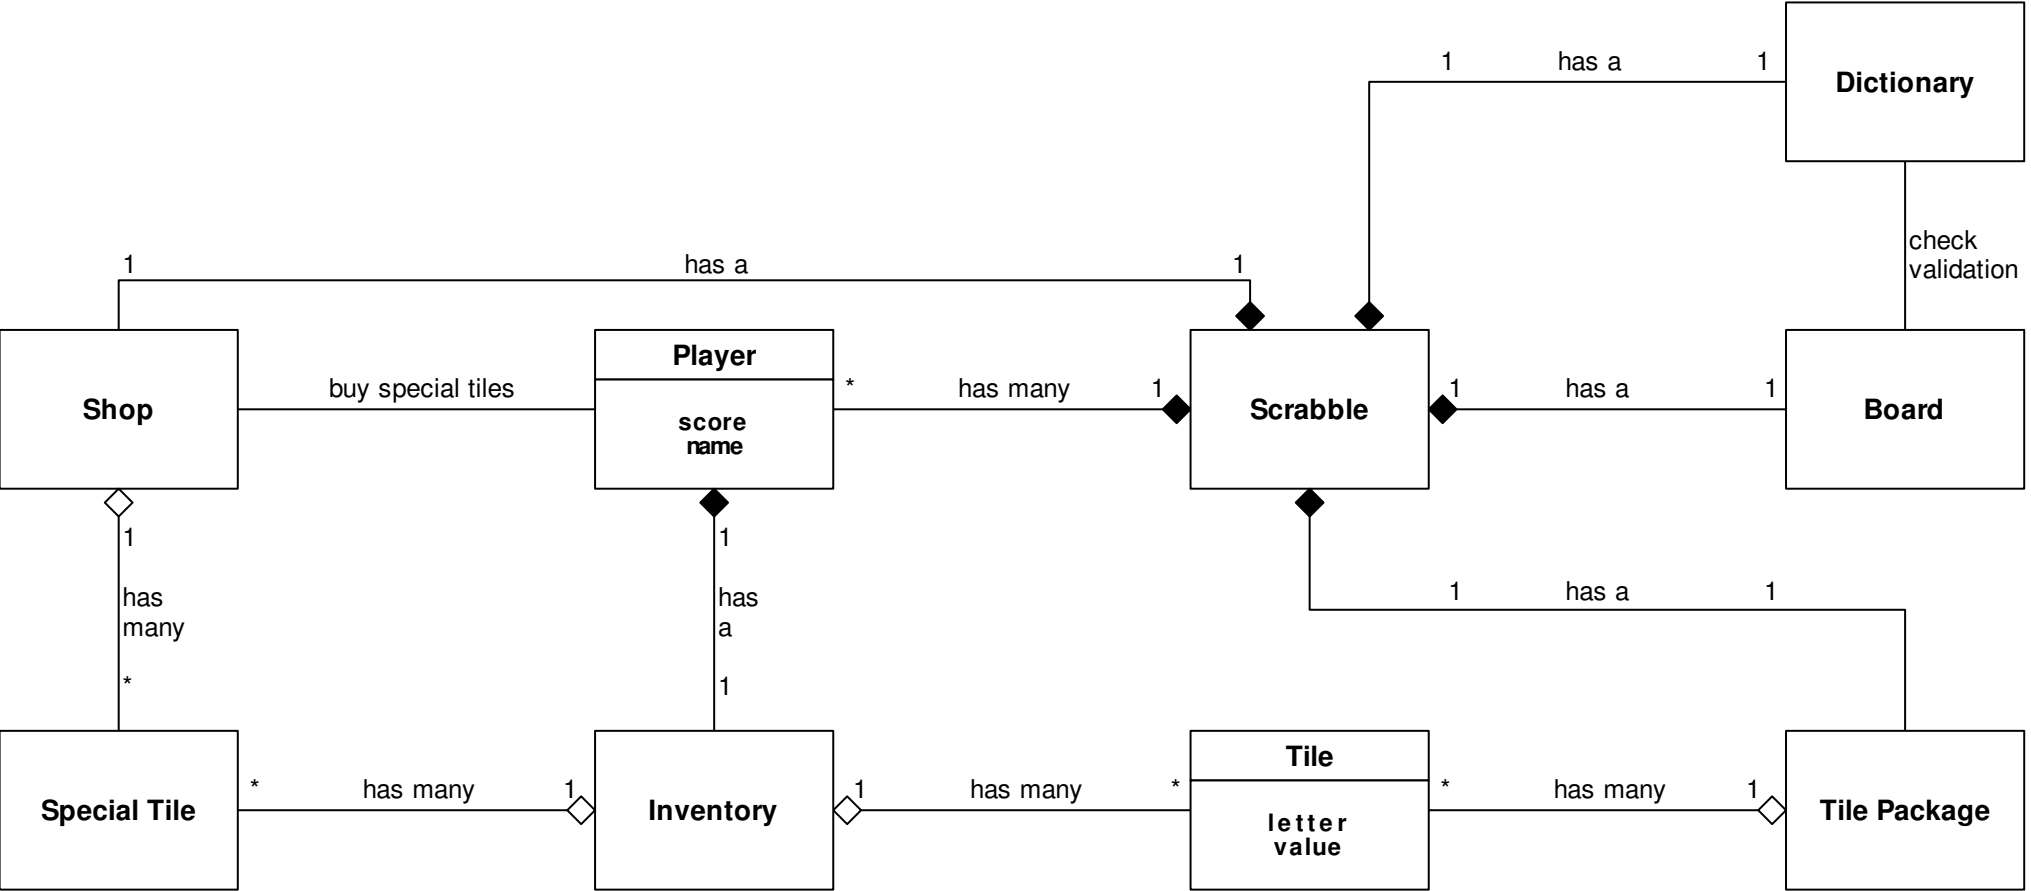 1 has a 1
Dictionary
check
validation
1 has a 1
Shop
buy special tiles
Player
score
name
* has many 1
Scrabble
1 has a 1
Board
1
has
many
*
1
has
a
1
1 has a 1
Special Tile
* has many 1
Inventory
1 has many *
Tile
letter
value
* has many 1
Tile Package